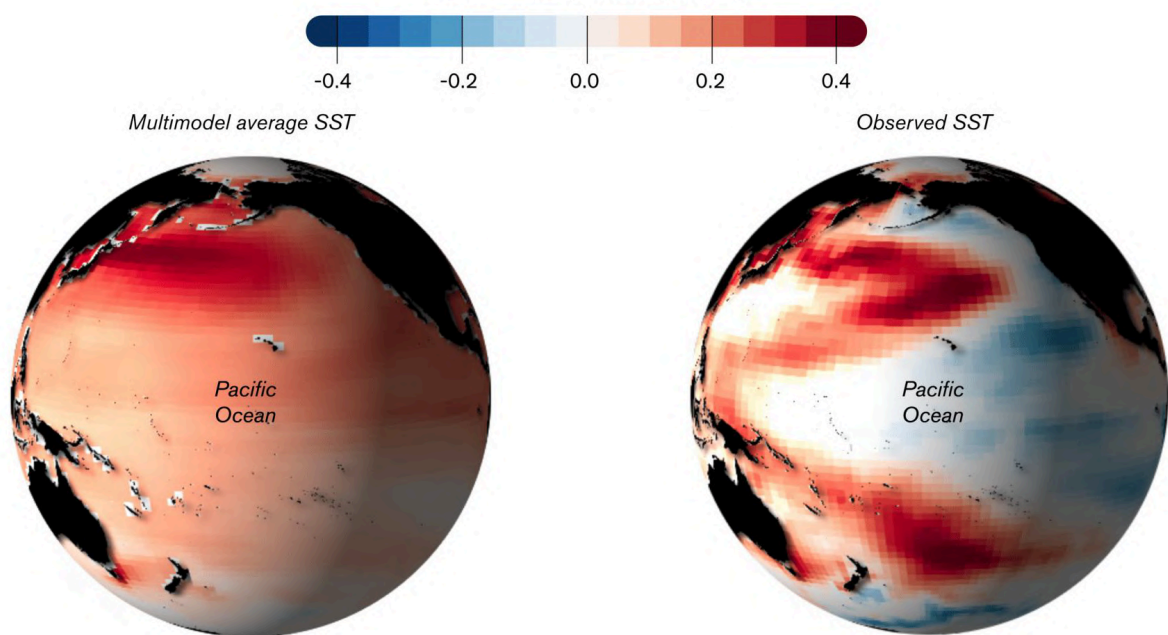 -0.4 -0.2 0.0 0.2 0.4
Multimodel average SST
Observed SST
Pacific
Ocean
Pacific
Ocean